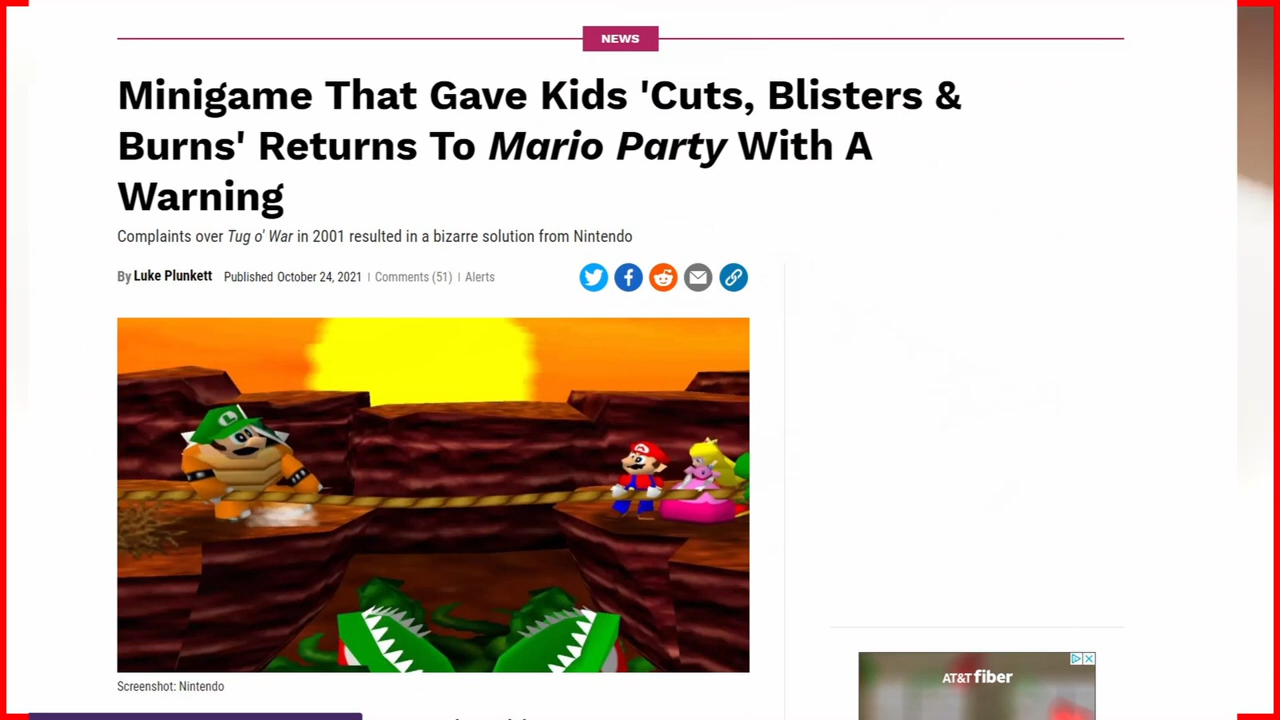 NEWS
Minigame That Gave Kids 'Cuts, Blisters &
Burns' Returns To Mario Party With A
Warning
Complaints over Tug o' War in 2001 resulted in a bizarre solution from Nintendo
By Luke Plunkett Published October 24, 2021 | Comments (51) | Alerts
L
M
Screenshot: Nintendo
AT&T fiber